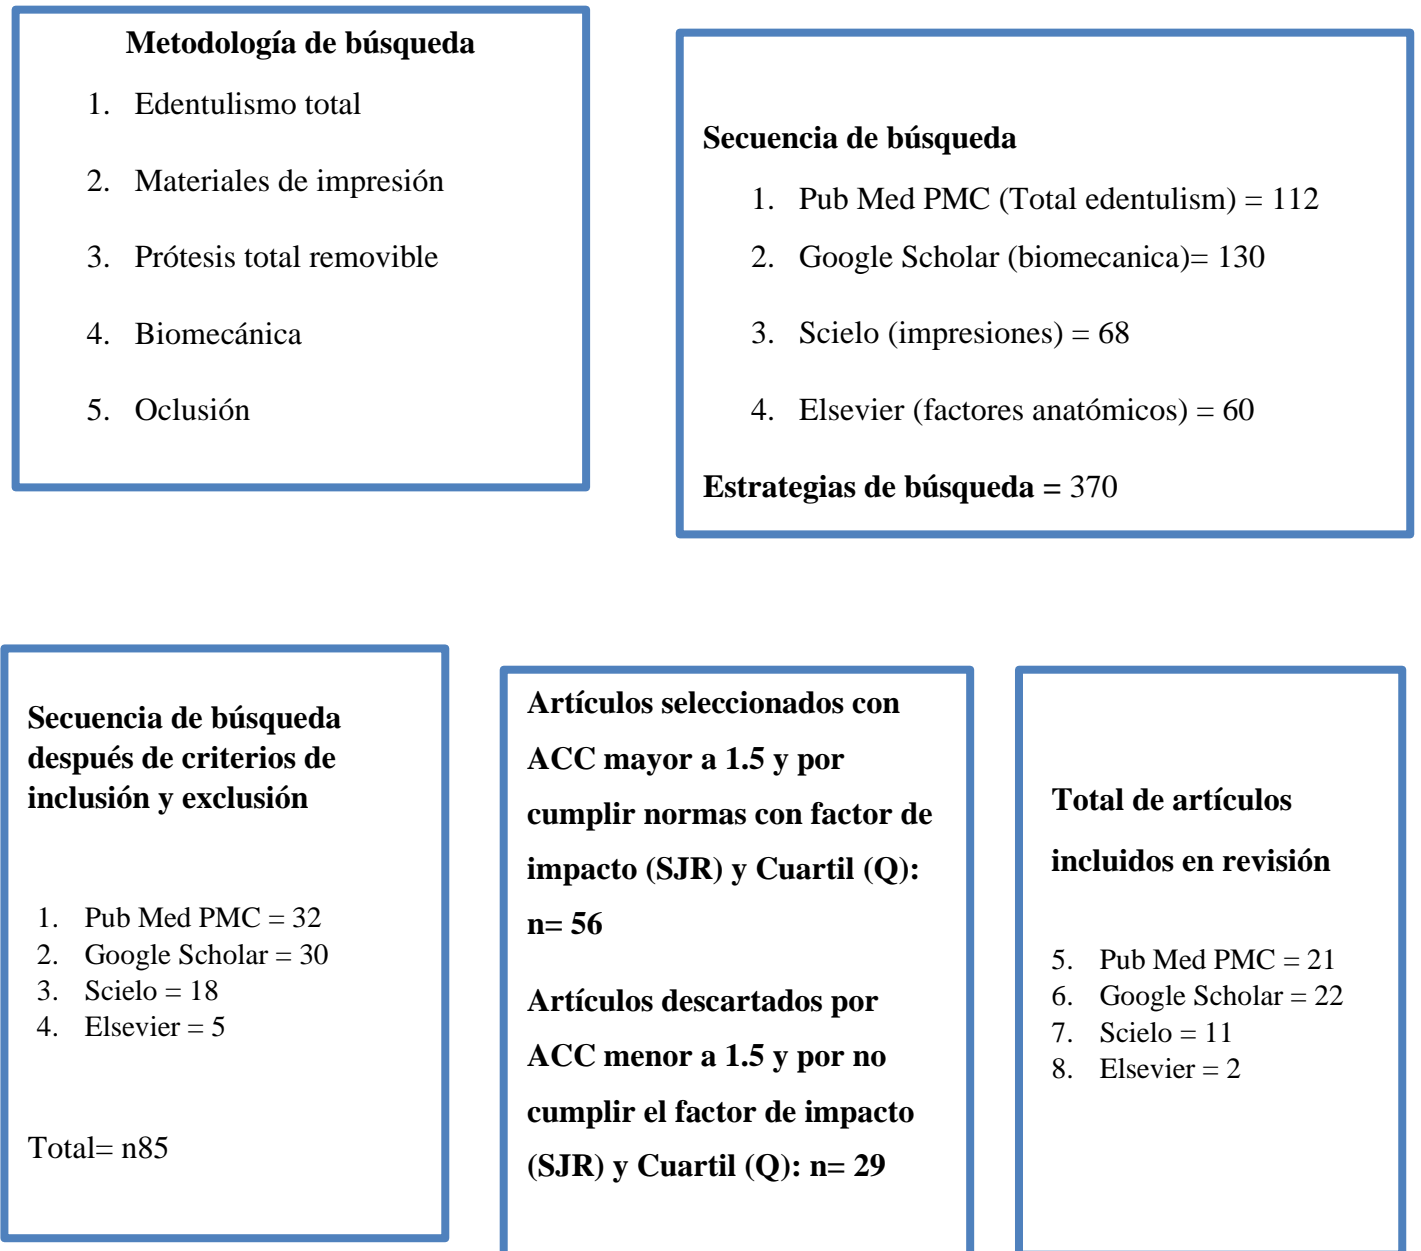 Metodología de búsqueda
1. Edentulismo total
2. Materiales de impresión
3. Prótesis total removible
4. Biomecánica
5. Oclusión
Secuencia de búsqueda
1. Pub Med PMC (Total edentulism) = 112
2. Google Scholar (biomecanica)= 130
3. Scielo (impresiones) = 68
4. Elsevier (factores anatómicos) = 60
Estrategias de búsqueda = 370
Secuencia de búsqueda
después de criterios de
inclusión y exclusión
1. Pub Med PMC = 32
2. Google Scholar = 30
3. Scielo = 18
4. Elsevier = 5
Total= n85
Artículos seleccionados con
ACC mayor a 1.5 y por
cumplir normas con factor de
impacto (SJR) y Cuartil (Q):
n= 56
Artículos descartados por
ACC menor a 1.5 y por no
cumplir el factor de impacto
(SJR) y Cuartil (Q): n= 29
Total de artículos
incluidos en revisión
5. Pub Med PMC = 21
6. Google Scholar = 22
7. Scielo = 11
8. Elsevier = 2